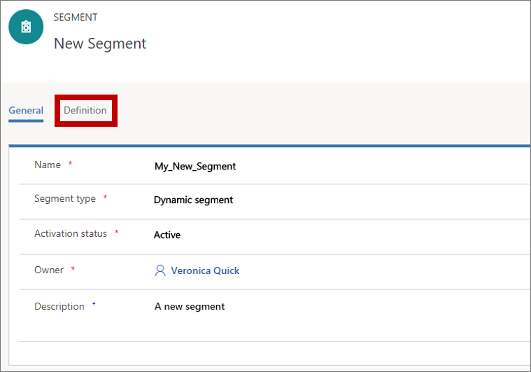 SEGMENT
New Segment
General Definition
Name * My_New_Segment
Segment type * Dynamic segment
Activation status * Active
Owner * Veronica Quick
Description * A new segment